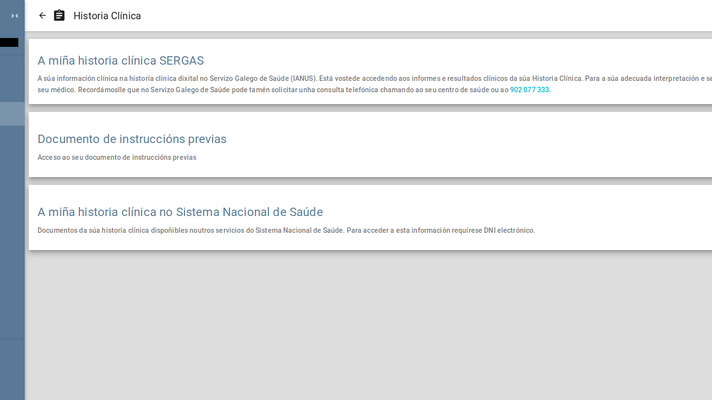 Historia Clínica
A miña historia clínica SERGAS
A súa información clínica na historia clínica dixital no Servizo Galego de Saúde (IANUS). Está vostede accedendo aos informes e resultados clínicos da súa Historia Clínica. Para a súa adecuada interpretación e
seu médico. Recordámoslle que no Servizo Galego de Saúde pode tamén solicitar unha consulta telefónica chamando ao seu centro de saúde ou ao 902 077 333.
Documento de instruccións previas
Acceso ao seu documento de instruccións previas
A miña historia clínica no Sistema Nacional de Saúde
Documentos da súa historia clínica dispoñibles noutros servicios do Sistema Nacional de Saúde. Para acceder a esta información requírese DNI electrónico.